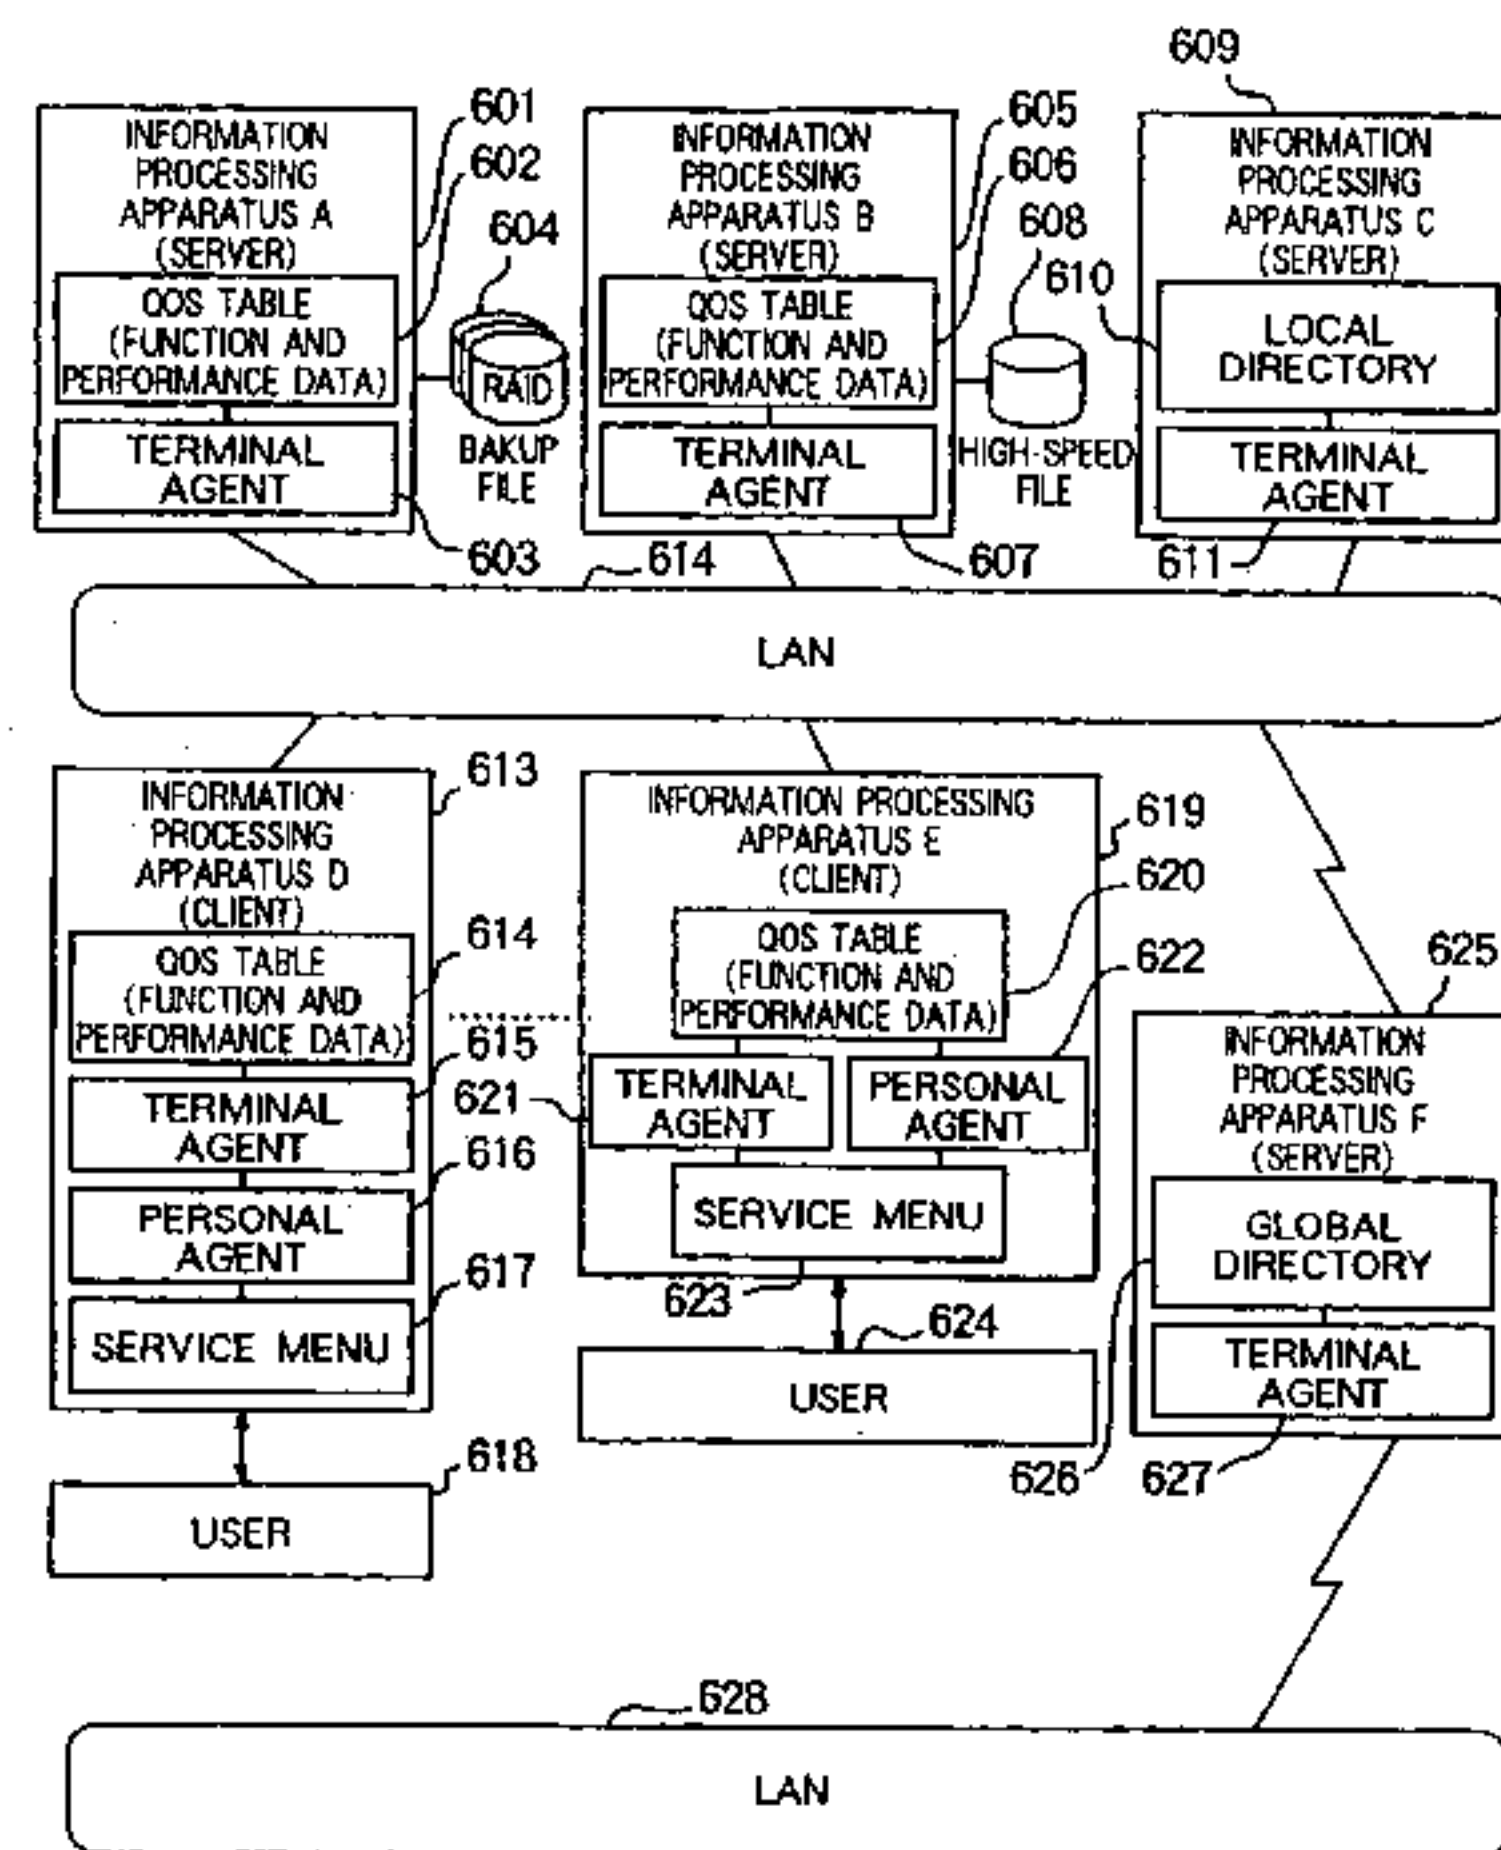 609
601
INFORMATION
PROCESSING
APPARATUS A
(SERVER)
602
QOS TABLE
(FUNCTION AND
PERFORMANCE DATA)
604
RAID
BAKUP
FILE
TERMINAL
AGENT
603
605
INFORMATION
PROCESSING
APPARATUS B
(SERVER)
606
QOS TABLE
(FUNCTION AND
PERFORMANCE DATA)
608
HIGH-SPEED
FILE
TERMINAL
AGENT
607
INFORMATION
PROCESSING
APPARATUS C
(SERVER)
610
LOCAL
DIRECTORY
TERMINAL
AGENT
611
614
LAN
613
INFORMATION
PROCESSING
APPARATUS D
(CLIENT)
614
QOS TABLE
(FUNCTION AND
PERFORMANCE DATA)
615
TERMINAL
AGENT
616
PERSONAL
AGENT
617
SERVICE MENU
618
USER
619
INFORMATION PROCESSING
APPARATUS E
(CLIENT)
620
QOS TABLE
(FUNCTION AND
PERFORMANCE DATA)
622
621
TERMINAL
AGENT
PERSONAL
AGENT
SERVICE MENU
623
624
USER
625
INFORMATION
PROCESSING
APPARATUS F
(SERVER)
GLOBAL
DIRECTORY
TERMINAL
AGENT
626
627
628
LAN